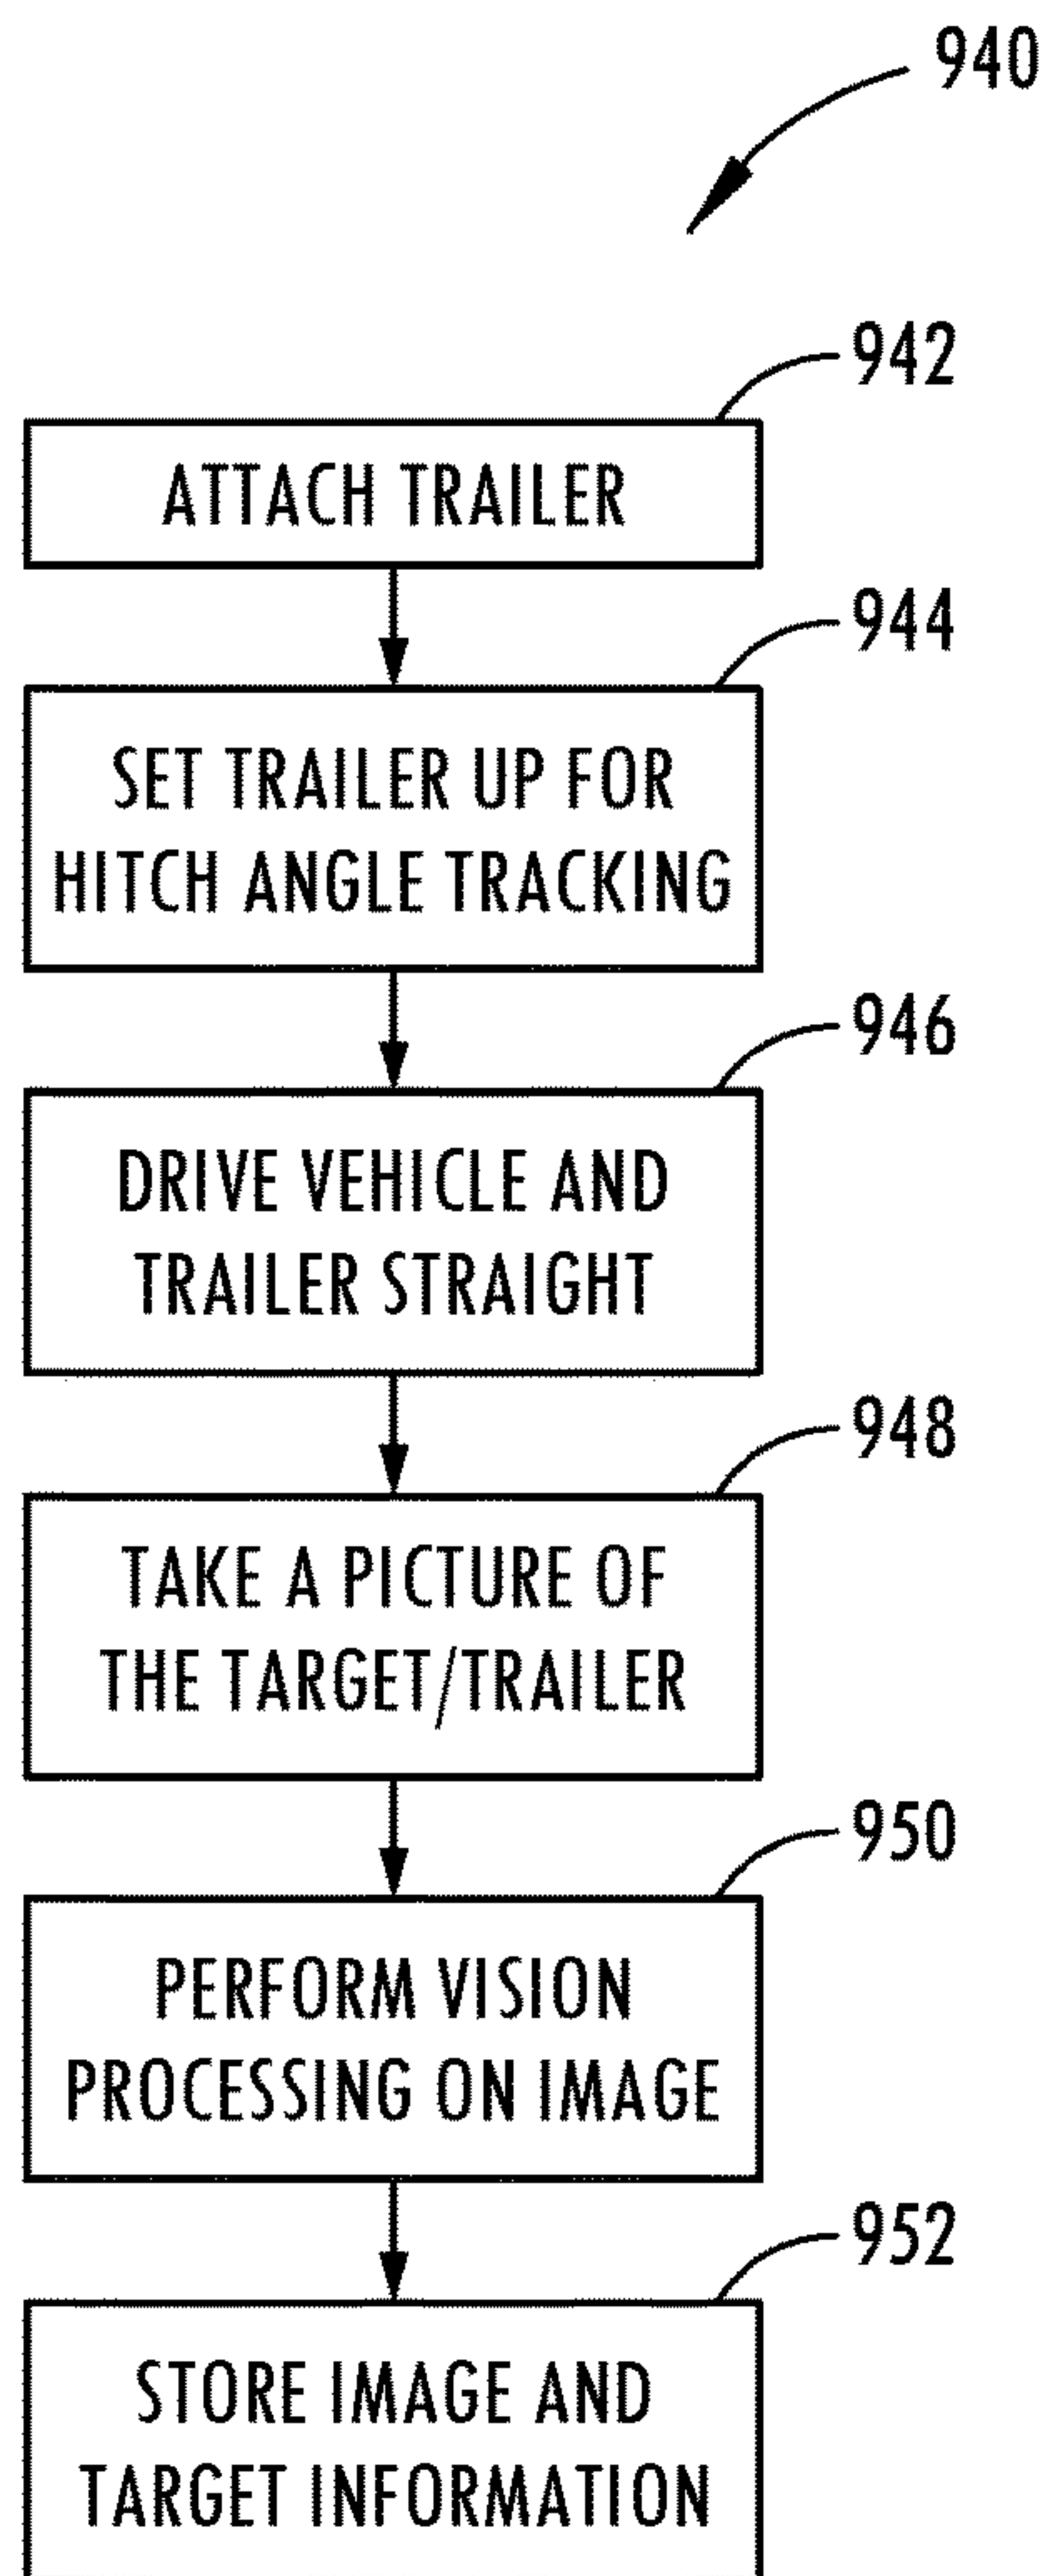 940
942
ATTACH TRAILER
944
SET TRAILER UP FOR
HITCH ANGLE TRACKING
946
DRIVE VEHICLE AND
TRAILER STRAIGHT
948
TAKE A PICTURE OF
THE TARGET/TRAILER
950
PERFORM VISION
PROCESSING ON IMAGE
952
STORE IMAGE AND
TARGET INFORMATION